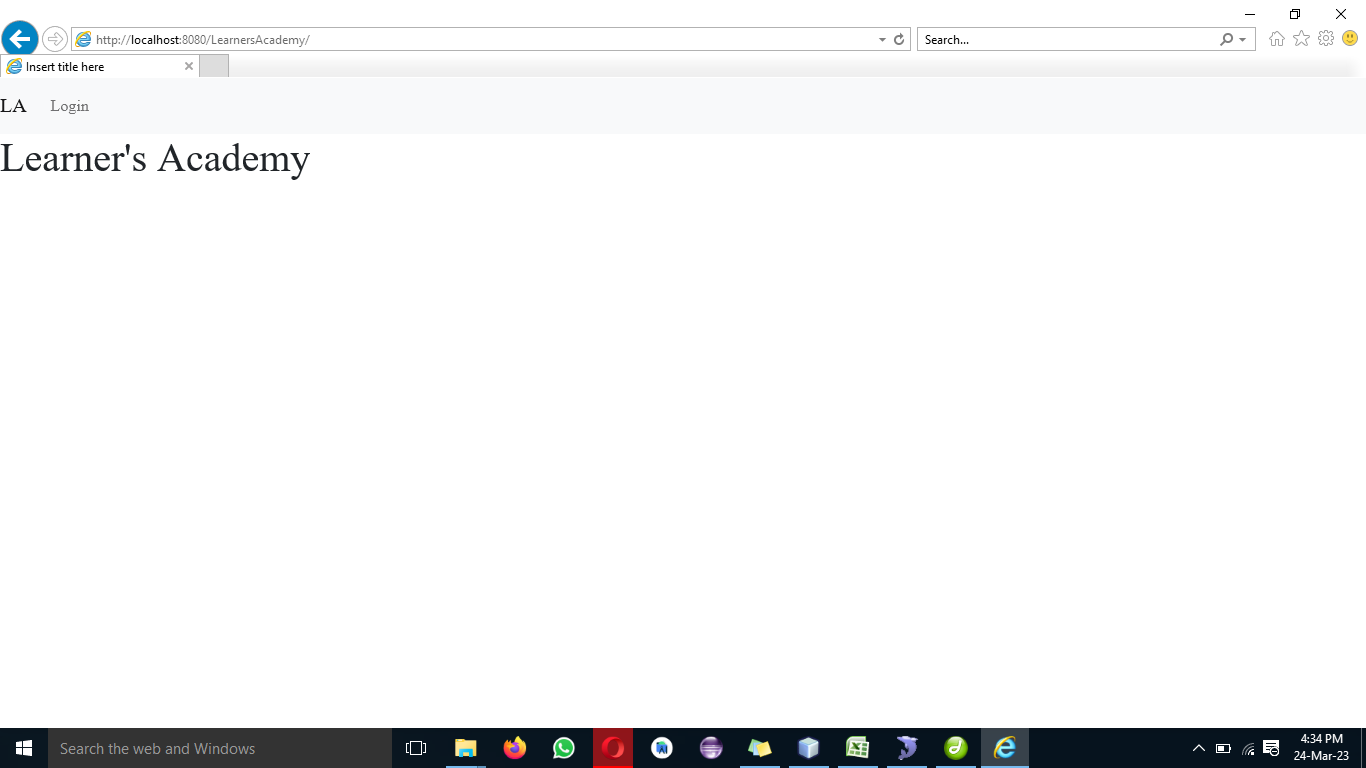 http://localhost:8080/LearnersAcademy/
Search...
Insert title here
LA Login
Learner's Academy
Search the web and Windows
4:34 PM
24-Mar-23